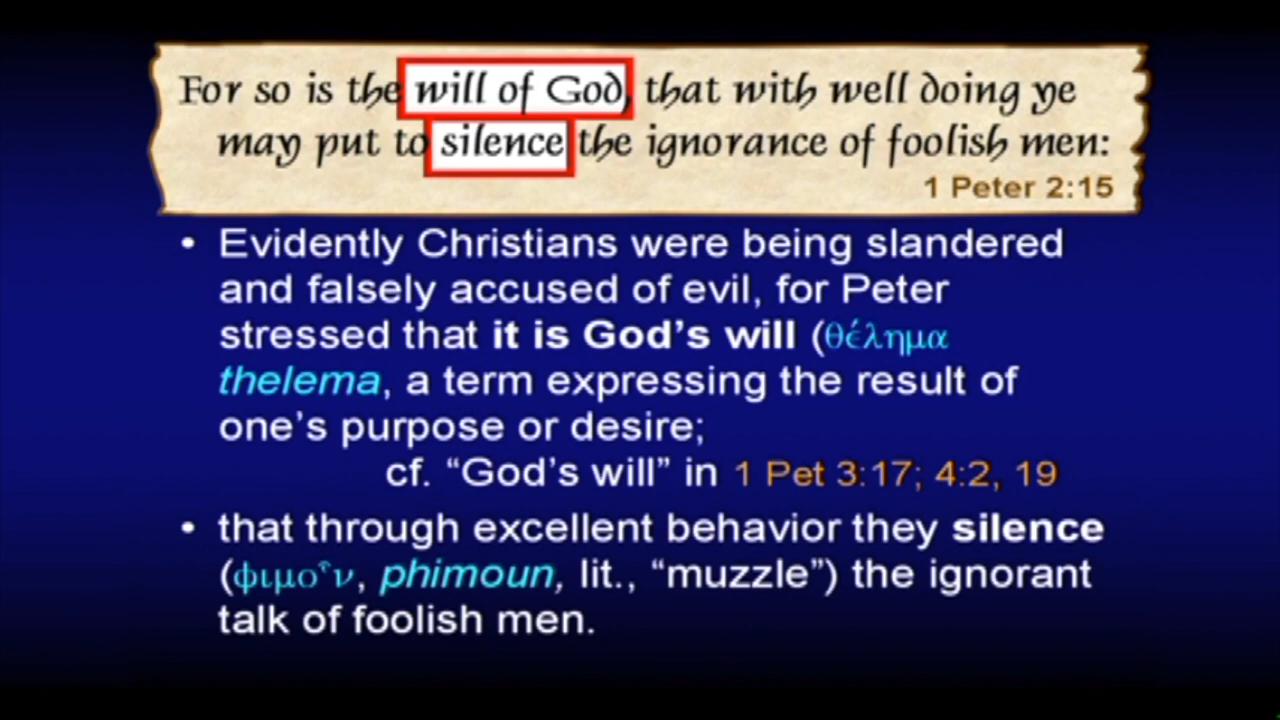 For so is the will of God, that with well doing ye
may put to silence the ignorance of foolish men:
1 Peter 2:15
• Evidently Christians were being slandered
and falsely accused of evil, for Peter
stressed that it is God’s will (θέλημα
thelema, a term expressing the result of
one’s purpose or desire;
cf. “God’s will” in 1 Pet 3:17; 4:2, 19
• that through excellent behavior they silence
(φιμο῀ν, phimoun, lit., “muzzle”) the ignorant
talk of foolish men.